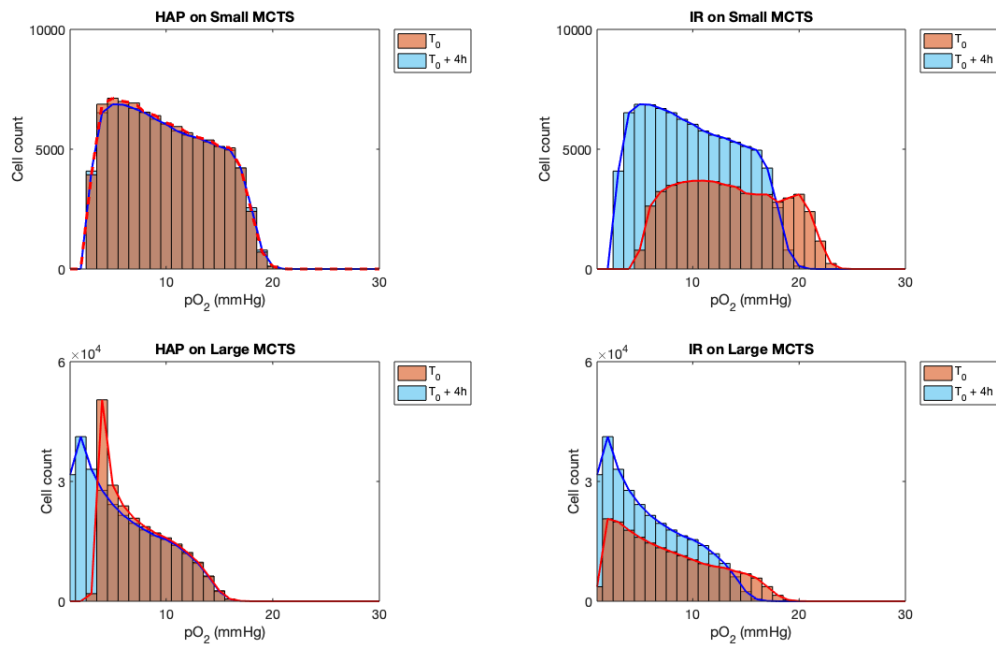 HAP on Small MCTS
10000
5000
0
Cell count
10
20
30
pO2 (mmHg)
T0
T0 + 4h
IR on Small MCTS
10000
5000
0
Cell count
10
20
30
pO2 (mmHg)
T0
T0 + 4h
HAP on Large MCTS
×10^4
6
3
0
Cell count
10
20
30
pO2 (mmHg)
T0
T0 + 4h
IR on Large MCTS
×10^4
6
3
0
Cell count
10
20
30
pO2 (mmHg)
T0
T0 + 4h